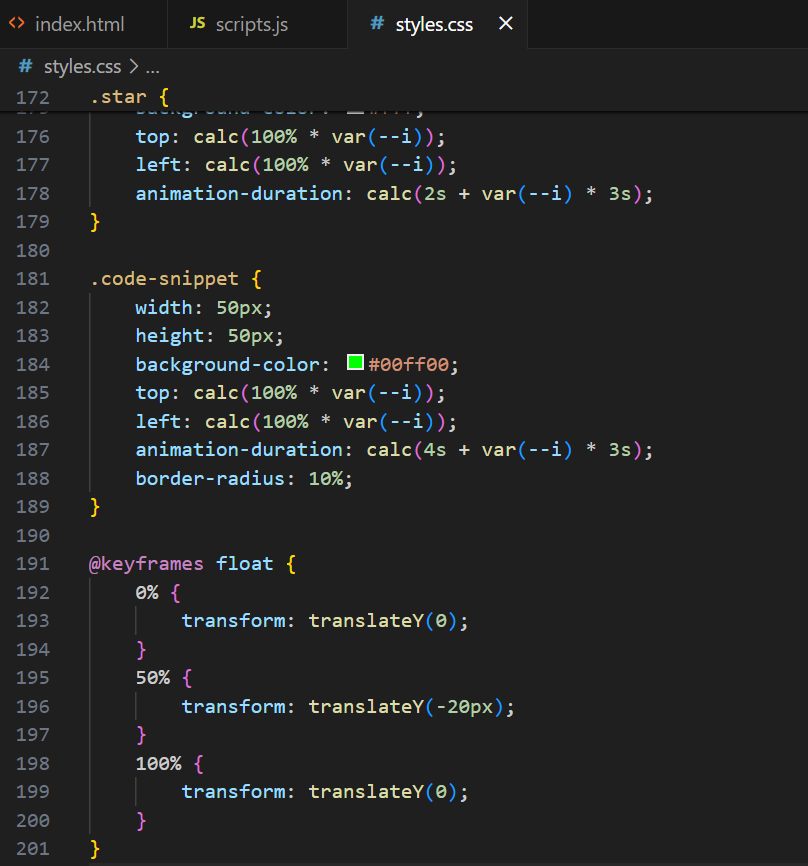 <> index.html JS scripts.js # styles.css ×
# styles.css > ...
172 .star {
176     top: calc(100% * var(--i));
177     left: calc(100% * var(--i));
178     animation-duration: calc(2s + var(--i) * 3s);
179 }
180
181 .code-snippet {
182     width: 50px;
183     height: 50px;
184     background-color: #00ff00;
185     top: calc(100% * var(--i));
186     left: calc(100% * var(--i));
187     animation-duration: calc(4s + var(--i) * 3s);
188     border-radius: 10%;
189 }
190
191 @keyframes float {
192     0% {
193         transform: translateY(0);
194     }
195     50% {
196         transform: translateY(-20px);
197     }
198     100% {
199         transform: translateY(0);
200     }
201 }